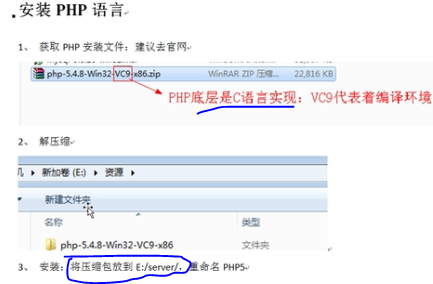 安装 PHP 语言
1、 获取 PHP 安装文件：建议去官网
php-5.4.8-Win32-VC9-x86.zip WinRAR ZIP 压缩... 22,816 KB
PHP底层是C语言实现：VC9代表着编译环境
2、 解压缩
新加卷 (E:) ▸ 资源 ▸
新建文件夹
名称 类型
php-5.4.8-Win32-VC9-x86 文件夹
3、 安装：将压缩包放到 E:/server/，重命名 PHP5